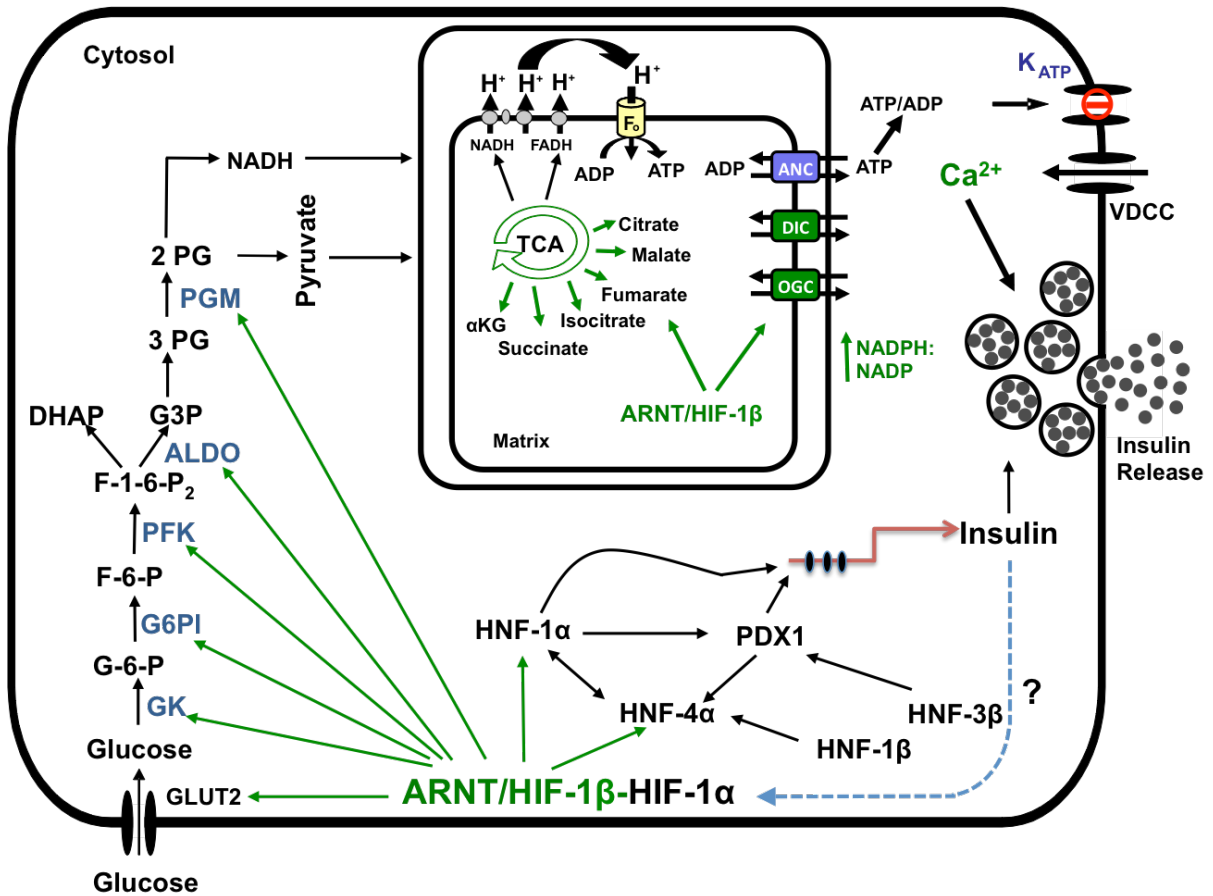 Cytosol
H+
H+
H+
H+
Fo
NADH
FADH
ADP
ATP
ADP
ANC
ATP
ATP/ADP
KATP
Ca2+
VDCC
NADH
Pyruvate
2 PG
PGM
3 PG
DHAP
G3P
ALDO
F-1-6-P2
PFK
F-6-P
G6PI
G-6-P
GK
Glucose
GLUT2
Glucose
TCA
Citrate
Malate
Fumarate
Isocitrate
Succinate
αKG
DIC
OGC
ARNT/HIF-1β
Matrix
NADPH:
NADP
Insulin
Release
Insulin
HNF-1α
PDX1
HNF-4α
HNF-3β
HNF-1β
?
ARNT/HIF-1β-HIF-1α